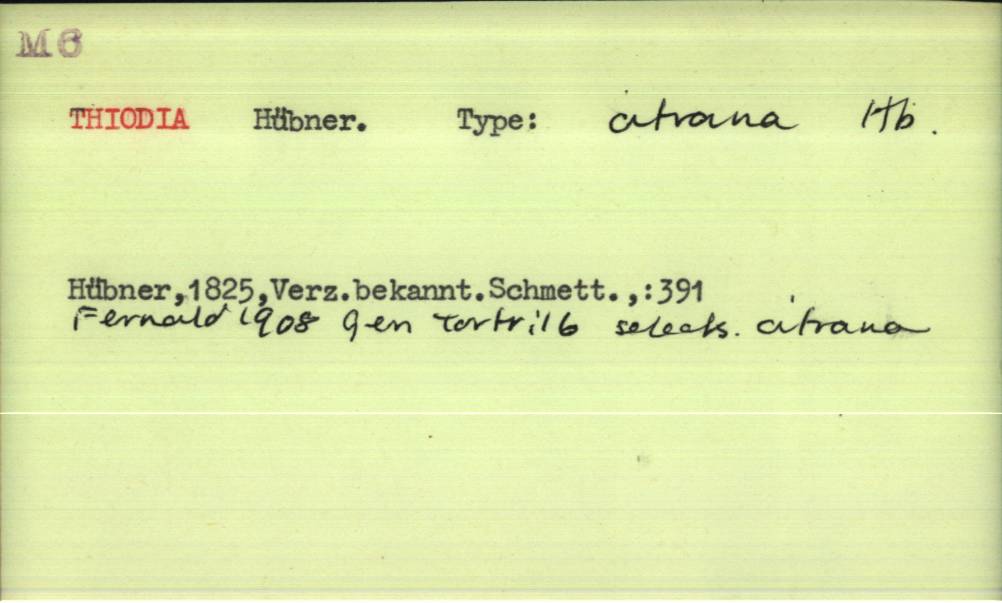 M6
THIODIA Hübner. Type: citrana Hb.
Hübner,1825,Verz.bekannt.Schmett.,:391
Fernald 1908 Gen Tortr:16 selects. citrana